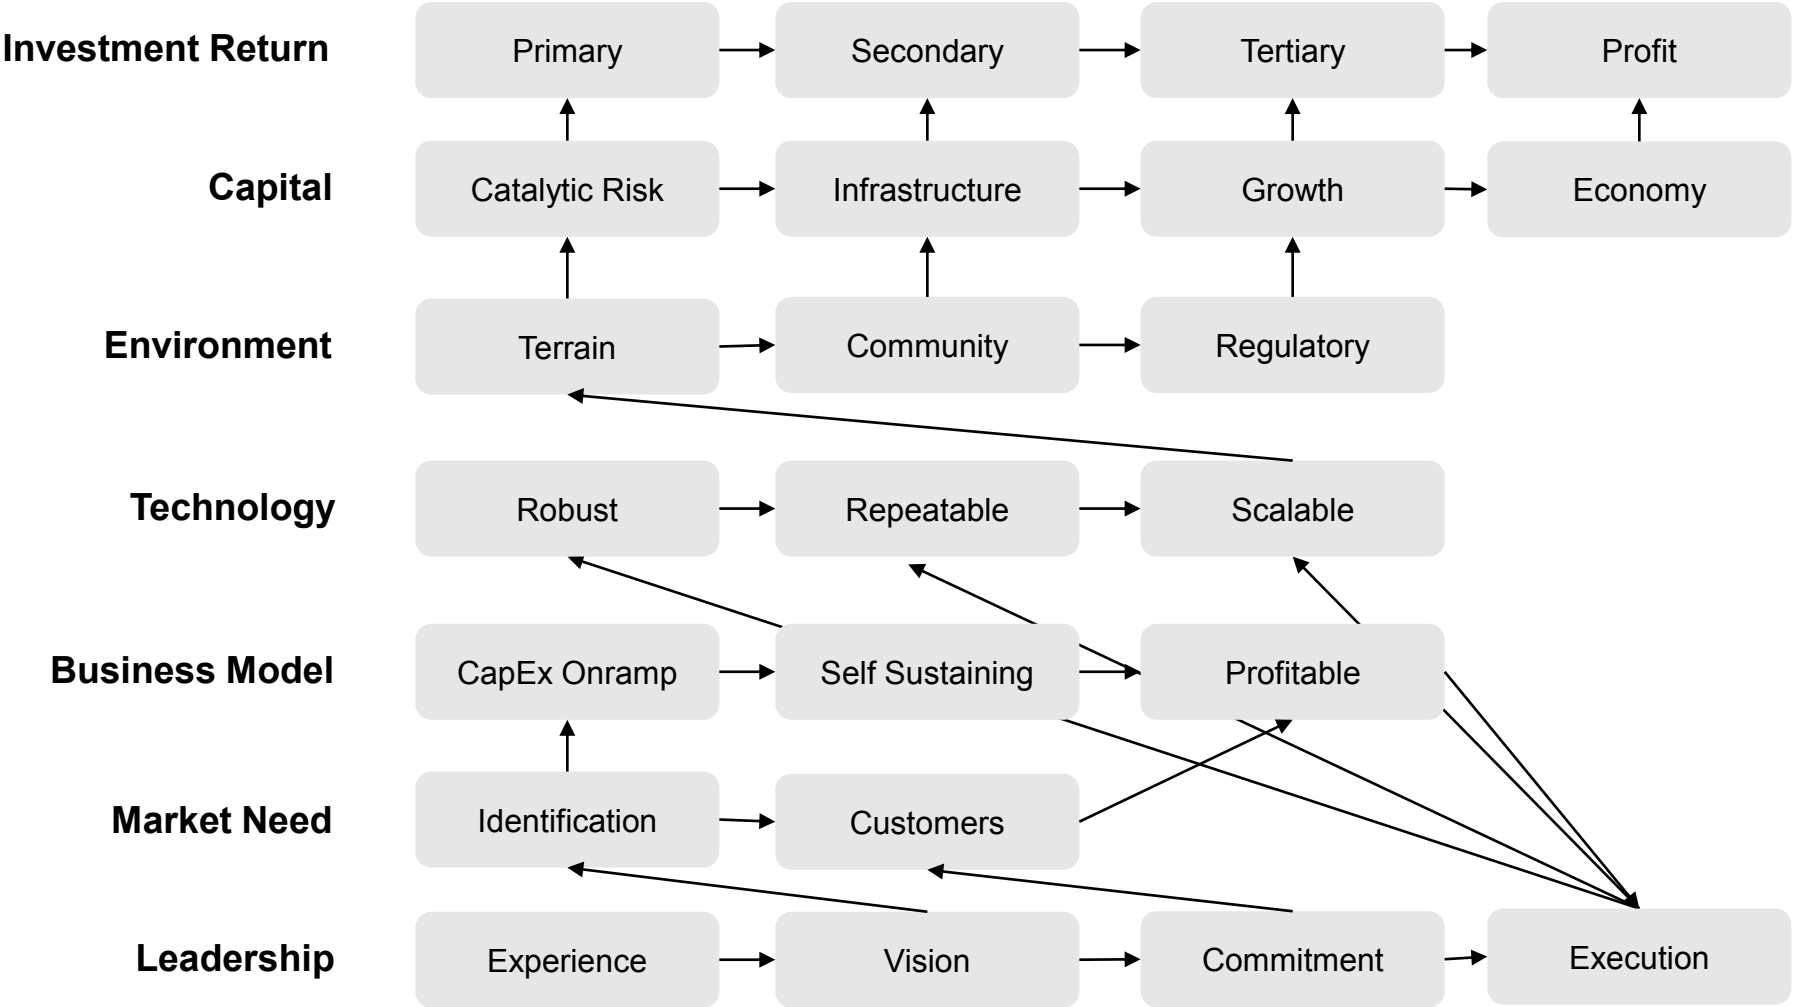 Investment Return
Primary
Secondary
Tertiary
Profit
Capital
Catalytic Risk
Infrastructure
Growth
Economy
Environment
Terrain
Community
Regulatory
Technology
Robust
Repeatable
Scalable
Business Model
CapEx Onramp
Self Sustaining
Profitable
Market Need
Identification
Customers
Leadership
Experience
Vision
Commitment
Execution